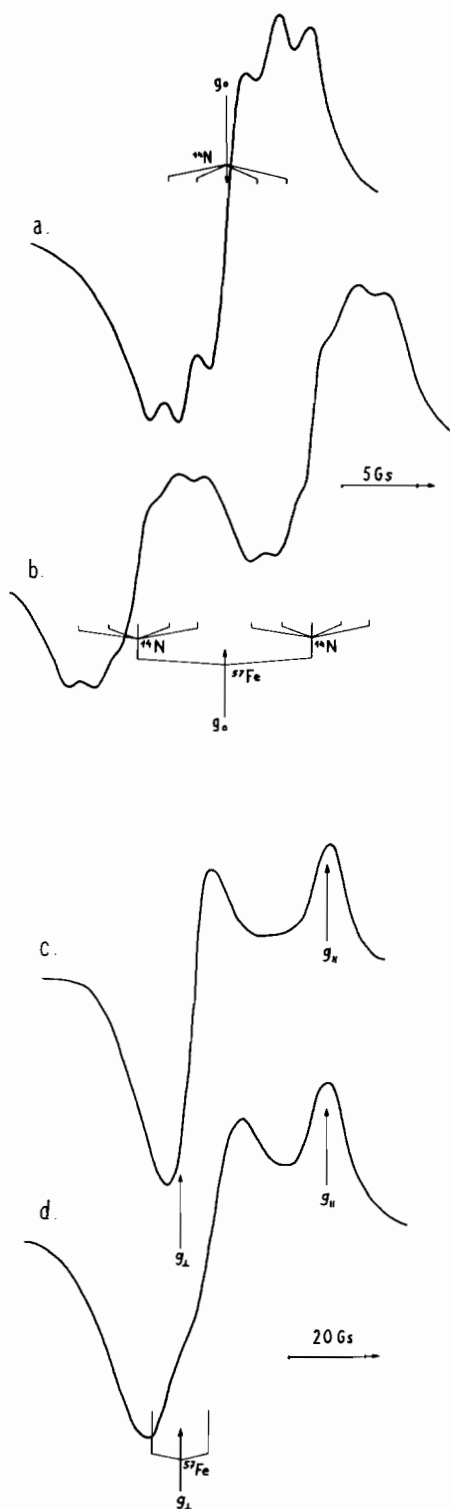 g₀
¹⁴N
a.
5 Gs
b.
¹⁴N ¹⁴N
⁵⁷Fe
g₀
c.
g∥
g⊥
g∥
d.
20 Gs
⁵⁷Fe
g⊥